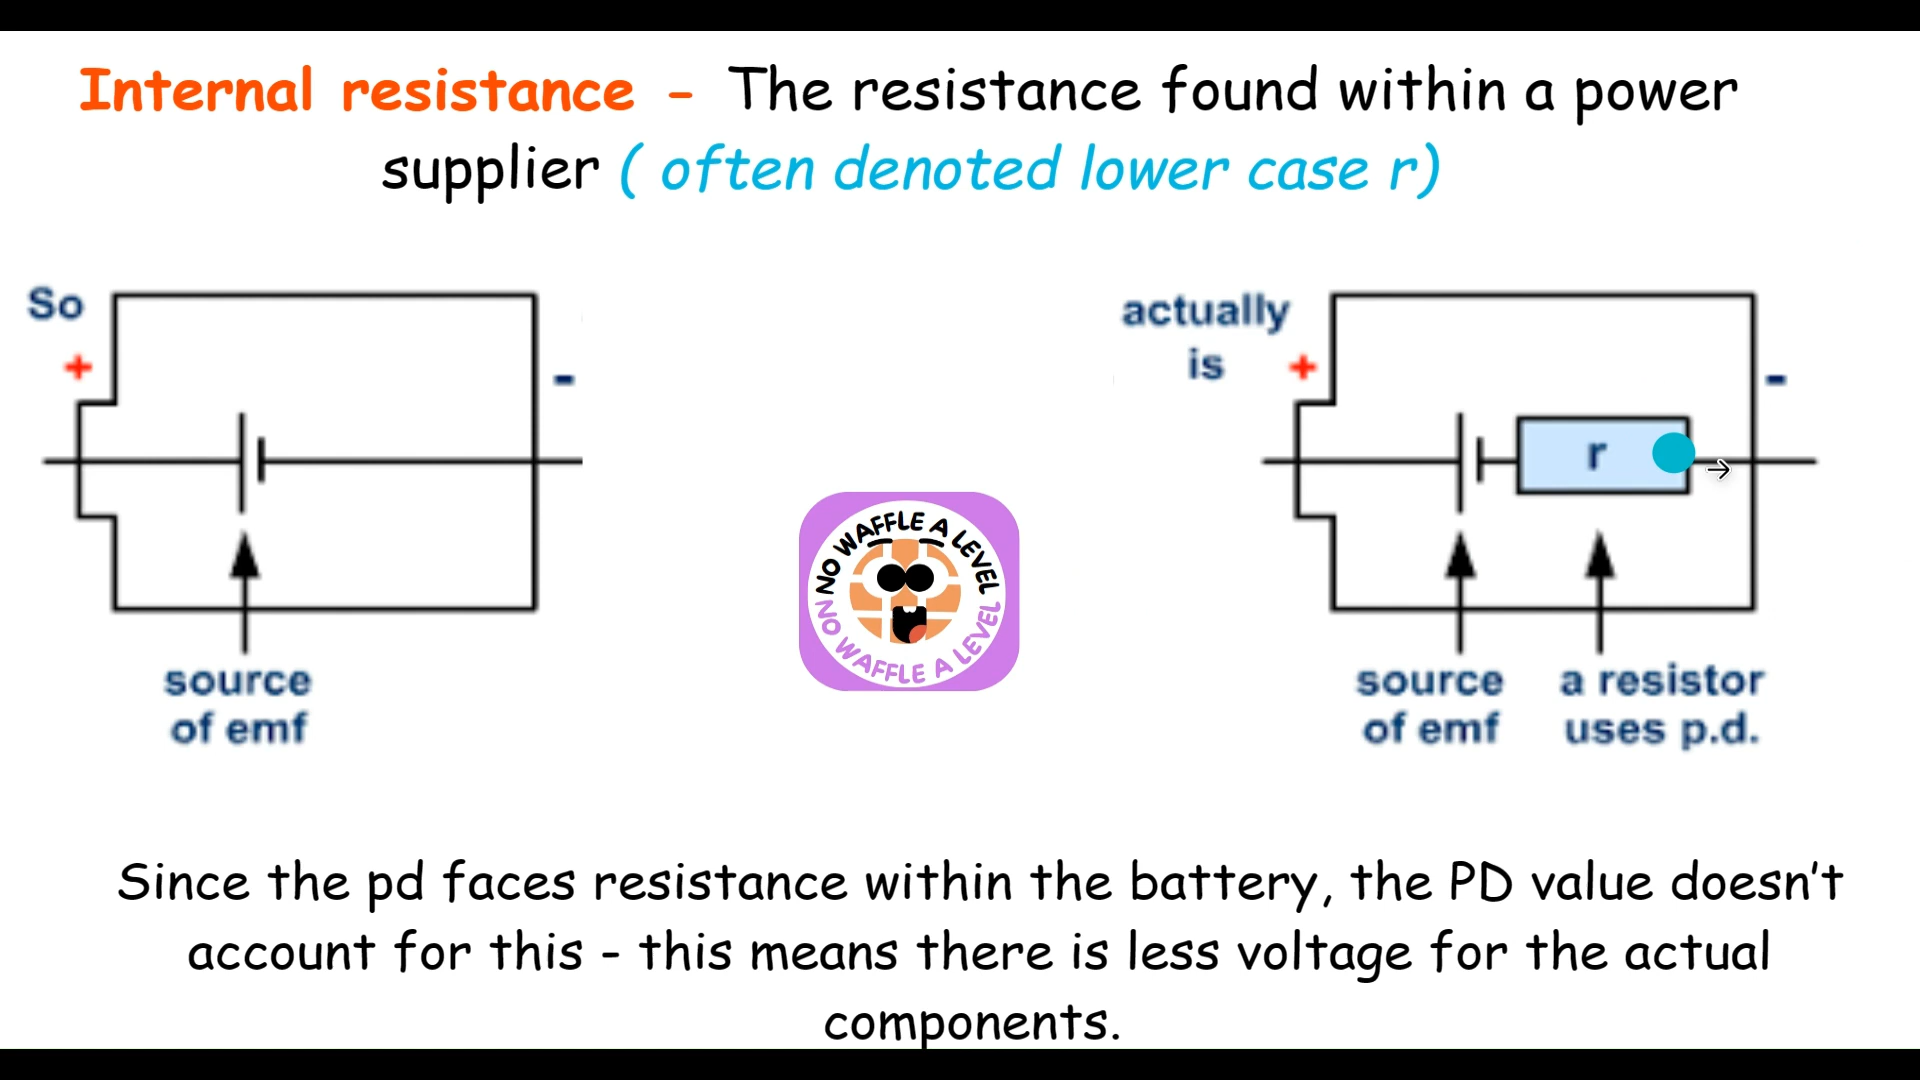 Internal resistance - The resistance found within a power
supplier ( often denoted lower case r)
So
+
-
source
of emf
NO WAFFLE A LEVEL
NO WAFFLE A LEVEL
actually
is
+
-
r
source
of emf
a resistor
uses p.d.
Since the pd faces resistance within the battery, the PD value doesn't
account for this - this means there is less voltage for the actual
components.